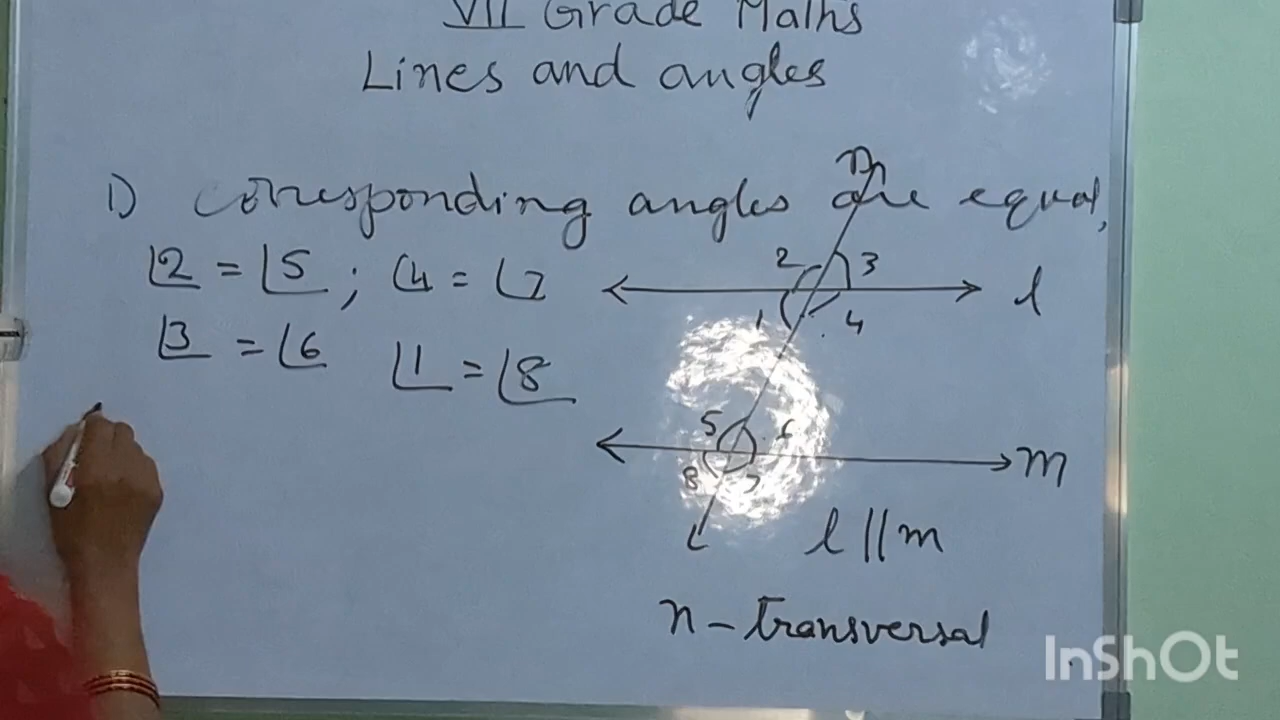 VII Grade Maths
Lines and angles
1) Corresponding angles are equal,
∠2 = ∠5 ; ∠4 = ∠7
∠3 = ∠6 ∠1 = ∠8
n
2 3
l
1 4
5 6
m
8 7
l || m
n - transversal
InShOt